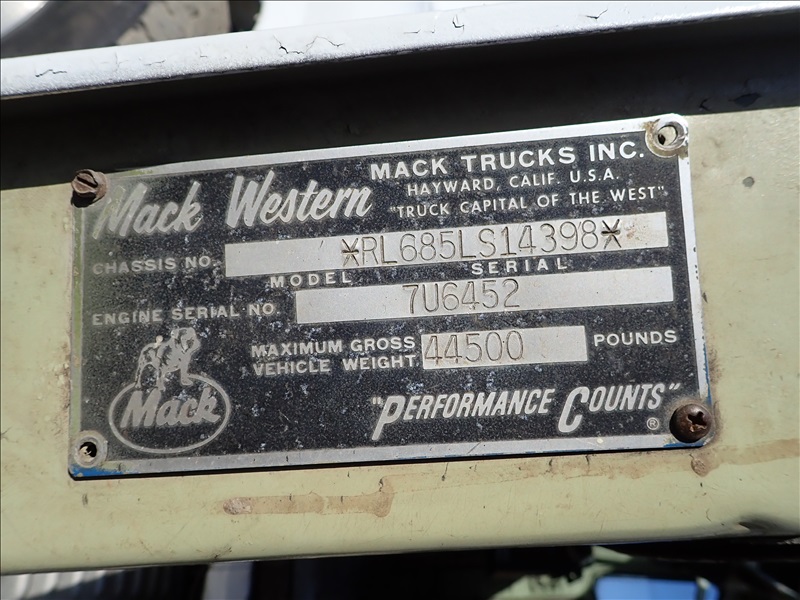 Mack Western
MACK TRUCKS INC.
HAYWARD, CALIF. U.S.A.
"TRUCK CAPITAL OF THE WEST"
CHASSIS NO. *RL685LS14398*
MODEL SERIAL
ENGINE SERIAL NO. 7U6452
MAXIMUM GROSS
VEHICLE WEIGHT 44500 POUNDS
Mack
"PERFORMANCE COUNTS"
®